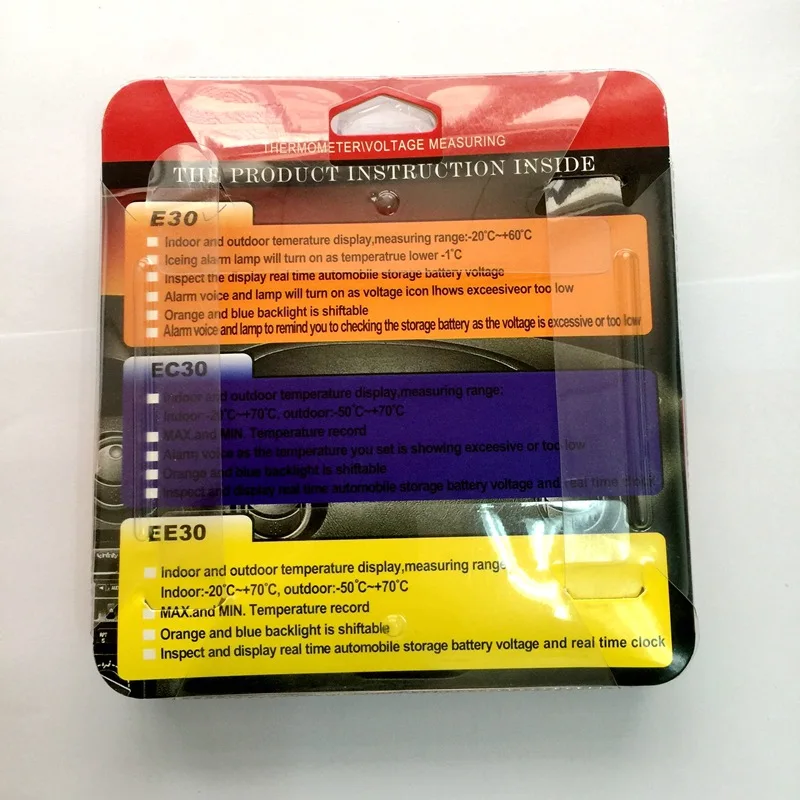 THERMOMETER\VOLTAGE MEASURING
THE PRODUCT INSTRUCTION INSIDE
E30
Indoor and outdoor temerature display,measuring range:-20°C~+60°C
Iceing alarm lamp will turn on as temperatrue lower -1°C
Inspect the display real time automobile storage battery voltage
Alarm voice and lamp will turn on as voltage icon lhows exceesiveor too low
Orange and blue backlight is shiftable
Alarm voice and lamp to remind you to checking the storage battery as the voltage is excessive or too low
EC30
Indoor and outdoor temperature display,measuring range:
Indoor:-20°C~+70°C, outdoor:-50°C~+70°C
MAX.and MIN. Temperature record
Alarm voice as the temperature you set is showing exceesive or too low
Orange and blue backlight is shiftable
Inspect and display real time automobile storage battery voltage and real time clock
EE30
Indoor and outdoor temperature display,measuring range
Indoor:-20°C~+70°C, outdoor:-50°C~+70°C
MAX.and MIN. Temperature record
Orange and blue backlight is shiftable
Inspect and display real time automobile storage battery voltage and real time clock